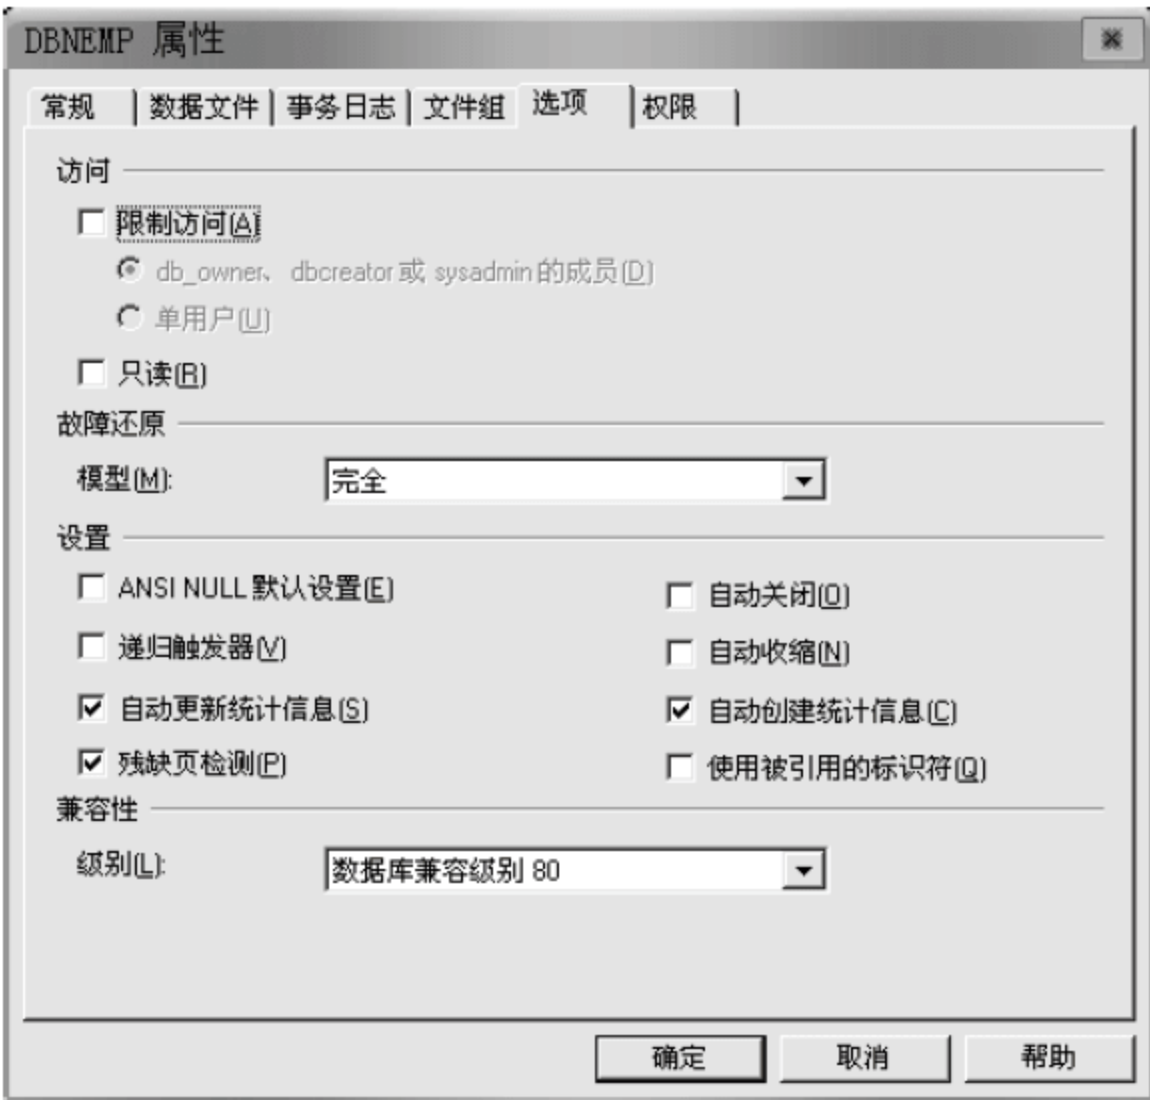 DBNEMP 属性
常规 数据文件 事务日志 文件组 选项 权限
访问
限制访问(A)
db_owner、dbcreator 或 sysadmin 的成员(D)
单用户(U)
只读(R)
故障还原
模型(M): 完全
设置
ANSI NULL 默认设置(E) 自动关闭(O)
递归触发器(V) 自动收缩(N)
自动更新统计信息(S) 自动创建统计信息(C)
残缺页检测(P) 使用被引用的标识符(Q)
兼容性
级别(L): 数据库兼容级别 80
确定 取消 帮助